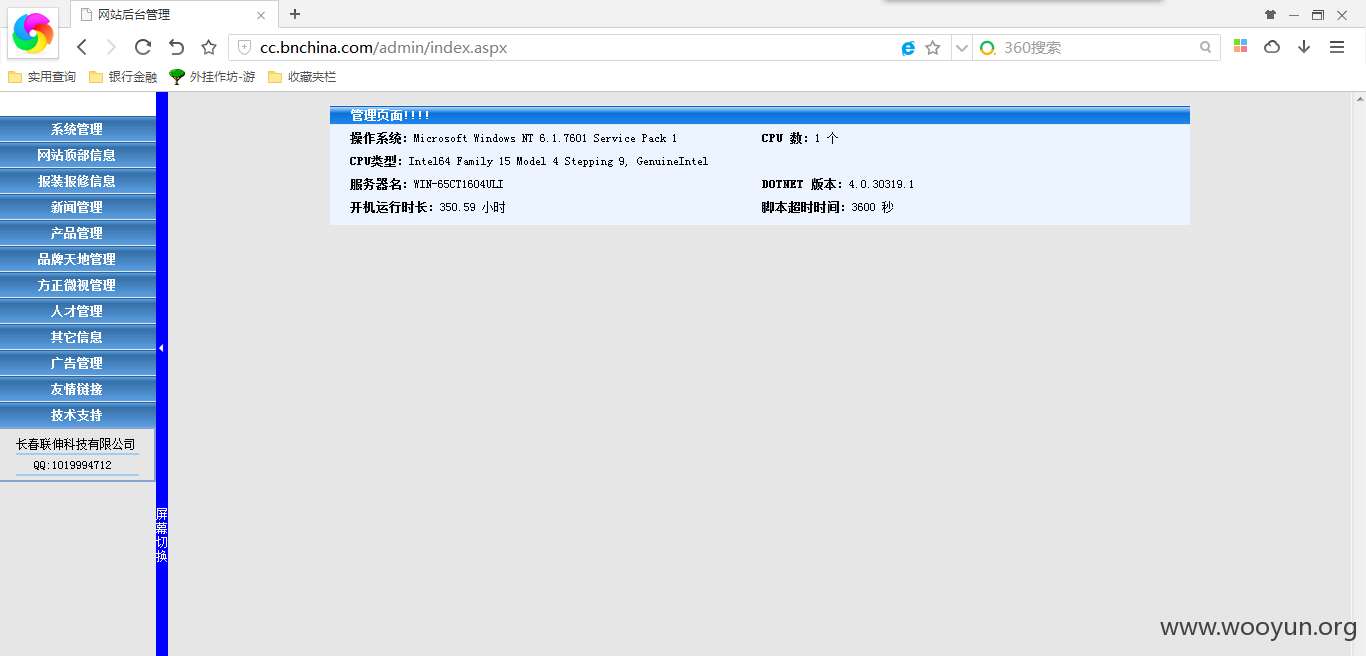 网站后台管理
cc.bnchina.com/admin/index.aspx
360搜索
实用查询 银行金融 外挂作坊-游 收藏夹栏
系统管理
网站顶部信息
报装报修信息
新闻管理
产品管理
品牌天地管理
方正微视管理
人才管理
其它信息
广告管理
友情链接
技术支持
长春联伸科技有限公司
QQ:1019994712
屏幕切换
管理页面!!!!
操作系统: Microsoft Windows NT 6.1.7601 Service Pack 1 CPU 数: 1 个
CPU类型: Intel64 Family 15 Model 4 Stepping 9, GenuineIntel
服务器名: WIN-65CT1604ULI DOTNET 版本: 4.0.30319.1
开机运行时长: 350.59 小时 脚本超时时间: 3600 秒
www.wooyun.org